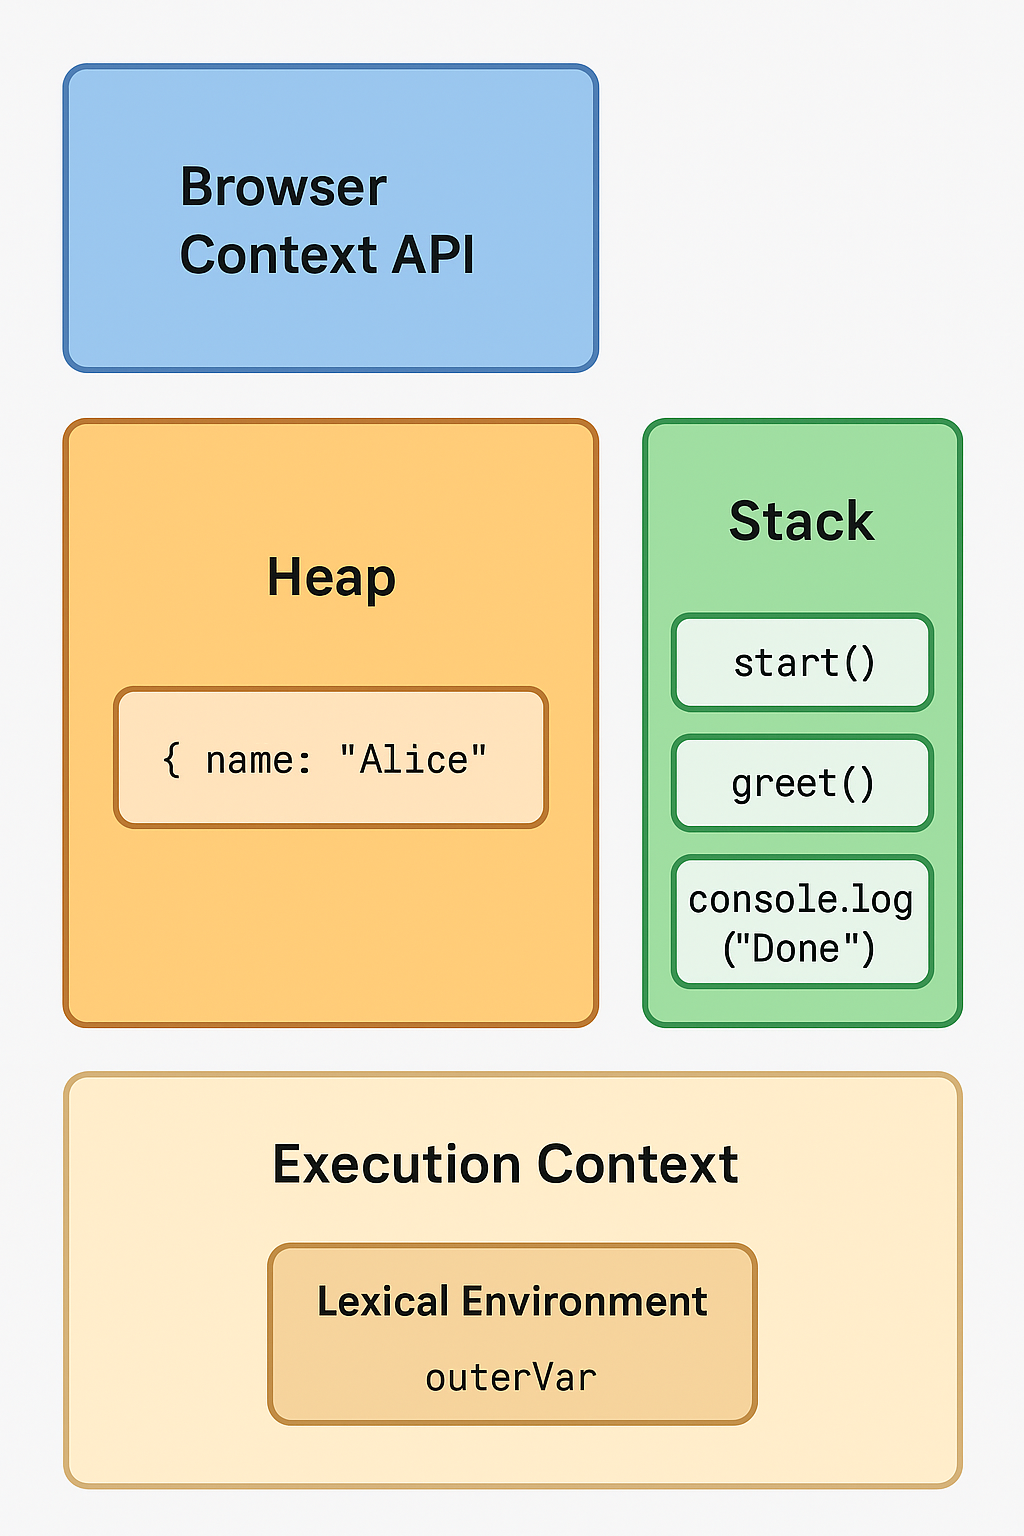 Browser
Context API
Heap
{ name: "Alice"
Stack
start()
greet()
console.log
("Done")
Execution Context
Lexical Environment
outerVar